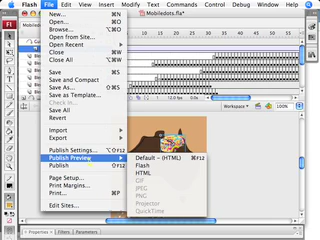 Flash File Edit View Insert Modify Text Commands Control
Mobiledots.fla*
New... ⌘N
Open... ⌘O
Browse... ⌥⌘O
Open from Site...
Open Recent
Close ⌘W
Close All ⌥⌘W
Save ⌘S
Save and Compact
Save As... ⇧⌘S
Save as Template...
Check In...
Save All
Revert
Import
Export
Publish Settings... ⌥⇧F12
Publish Preview
Publish ⇧F12
Page Setup...
Print Margins...
Print... ⌘P
Edit Sites...
Default - (HTML) ⌘F12
Flash
HTML
GIF
JPEG
PNG
Projector
QuickTime
Workspace
100%
Properties Filters Parameters